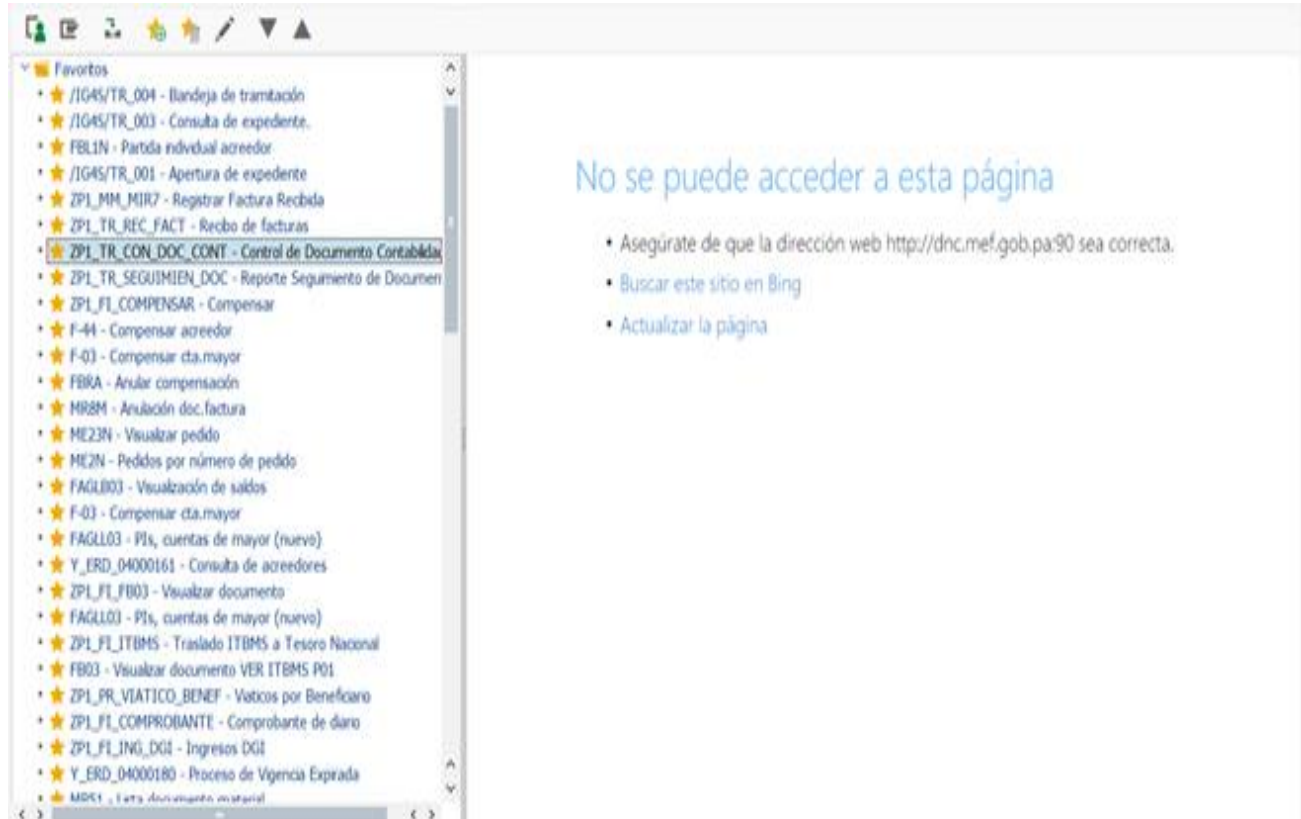 Favoritos
/IG4S/TR_004 - Bandeja de tramitación
/IG4S/TR_003 - Consulta de expediente.
FBL1N - Partida individual acreedor
/IG4S/TR_001 - Apertura de expediente
ZP1_MM_MIR7 - Registrar Factura Recibida
ZP1_TR_REC_FACT - Recibo de facturas
ZP1_TR_CON_DOC_CONT - Control de Documento Contabilidad
ZP1_TR_SEGUIMIEN_DOC - Reporte Seguimiento de Documen
ZP1_FI_COMPENSAR - Compensar
F-44 - Compensar acreedor
F-03 - Compensar cta.mayor
FBRA - Anular compensación
MR8M - Anulación doc.factura
ME23N - Visualizar pedido
ME2N - Pedidos por número de pedido
FAGLB03 - Visualización de saldos
F-03 - Compensar cta.mayor
FAGLL03 - PIs, cuentas de mayor (nuevo)
Y_ERD_04000161 - Consulta de acreedores
ZP1_FI_FB03 - Visualizar documento
FAGLL03 - PIs, cuentas de mayor (nuevo)
ZP1_FI_ITBMS - Traslado ITBMS a Tesoro Nacional
FB03 - Visualizar documento VER ITBMS P01
ZP1_PR_VIATICO_BENEF - Viaticos por Beneficiario
ZP1_FI_COMPROBANTE - Comprobante de diario
ZP1_FI_ING_DGI - Ingresos DGI
Y_ERD_04000180 - Proceso de Vigencia Expirada
No se puede acceder a esta página
Asegúrate de que la dirección web http://dnc.mef.gob.pa:90 sea correcta.
Buscar este sitio en Bing
Actualizar la página